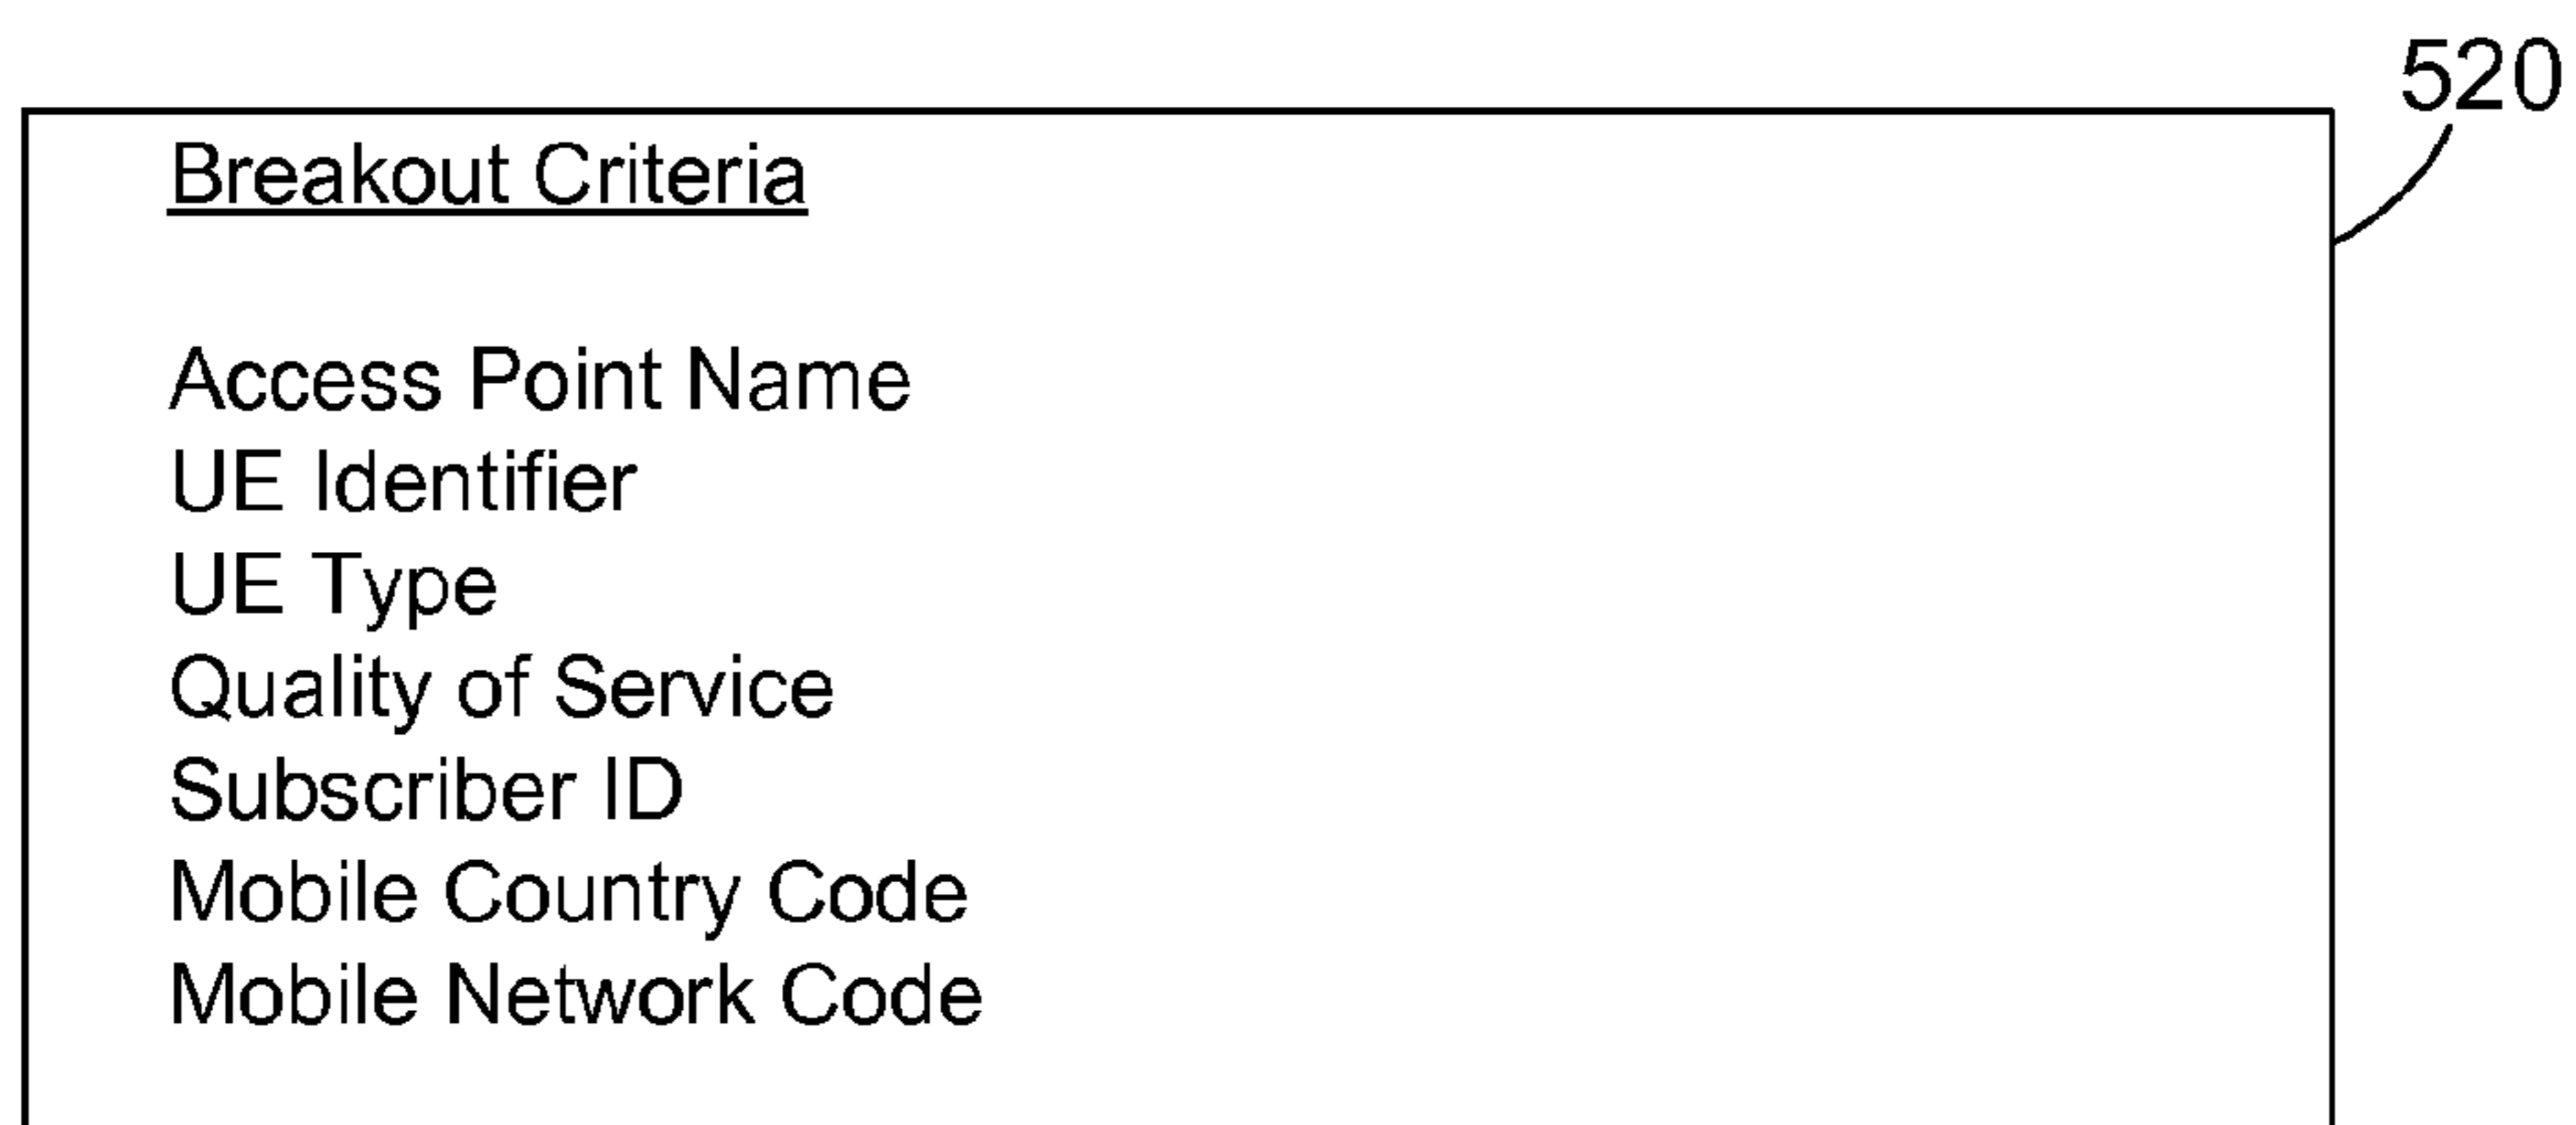 520
Breakout Criteria
Access Point Name
UE Identifier
UE Type
Quality of Service
Subscriber ID
Mobile Country Code
Mobile Network Code